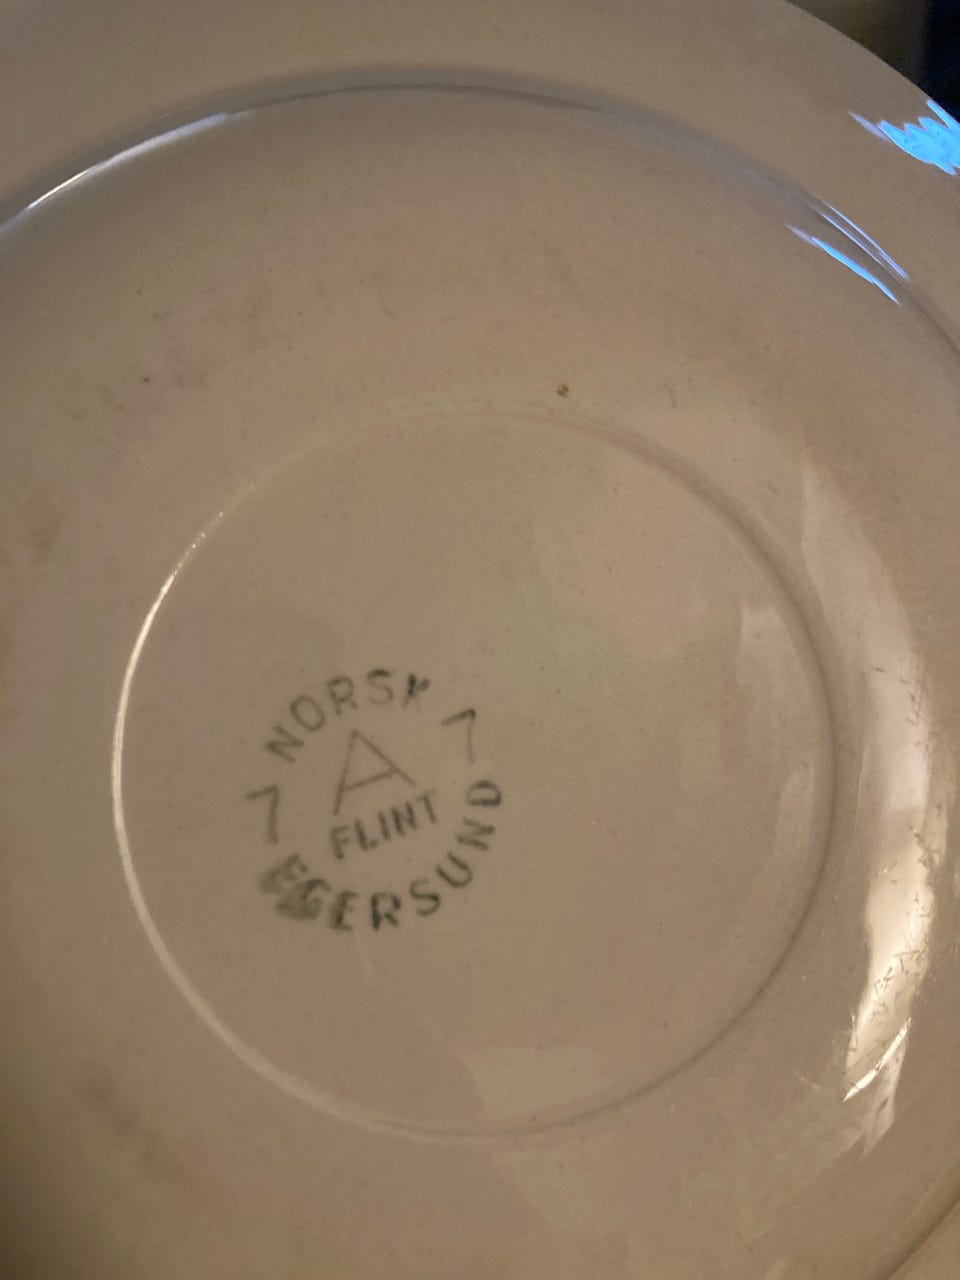 NORSK
7 A 7
FLINT
EGERSUND